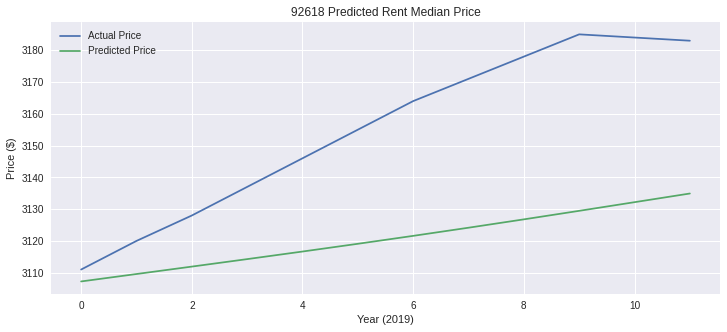 92618 Predicted Rent Median Price
Actual Price
Predicted Price
Price ($)
3180
3170
3160
3150
3140
3130
3120
3110
0 2 4 6 8 10
Year (2019)